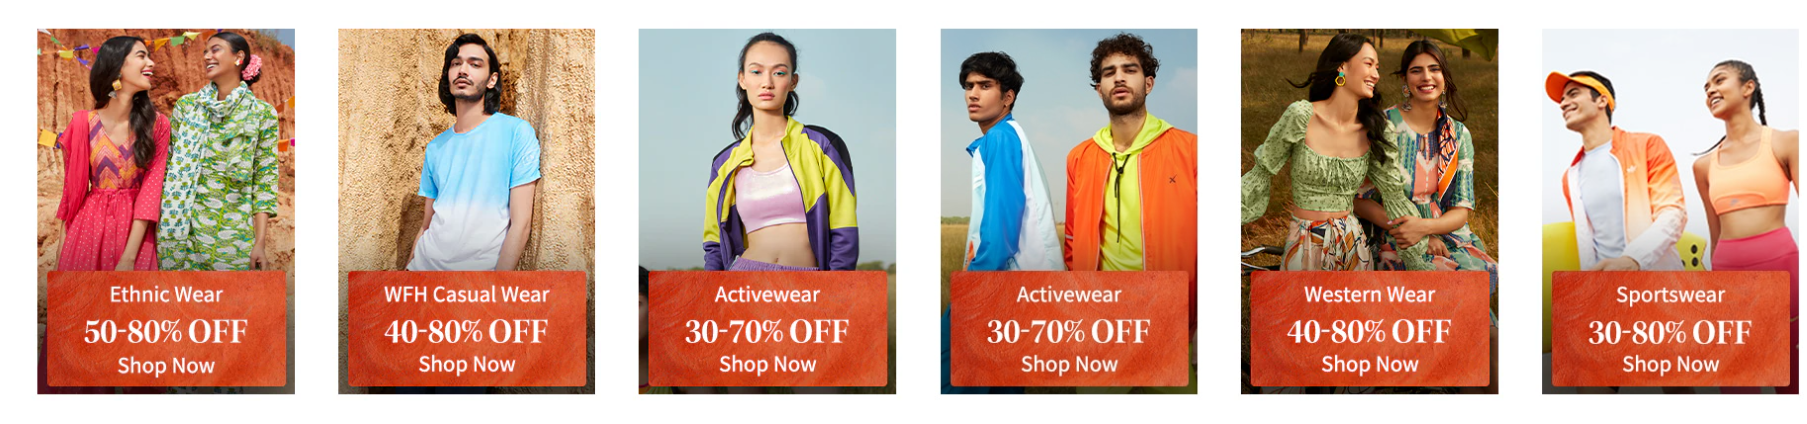 Ethnic Wear
50-80% OFF
Shop Now
WFH Casual Wear
40-80% OFF
Shop Now
Activewear
30-70% OFF
Shop Now
Activewear
30-70% OFF
Shop Now
Western Wear
40-80% OFF
Shop Now
Sportswear
30-80% OFF
Shop Now